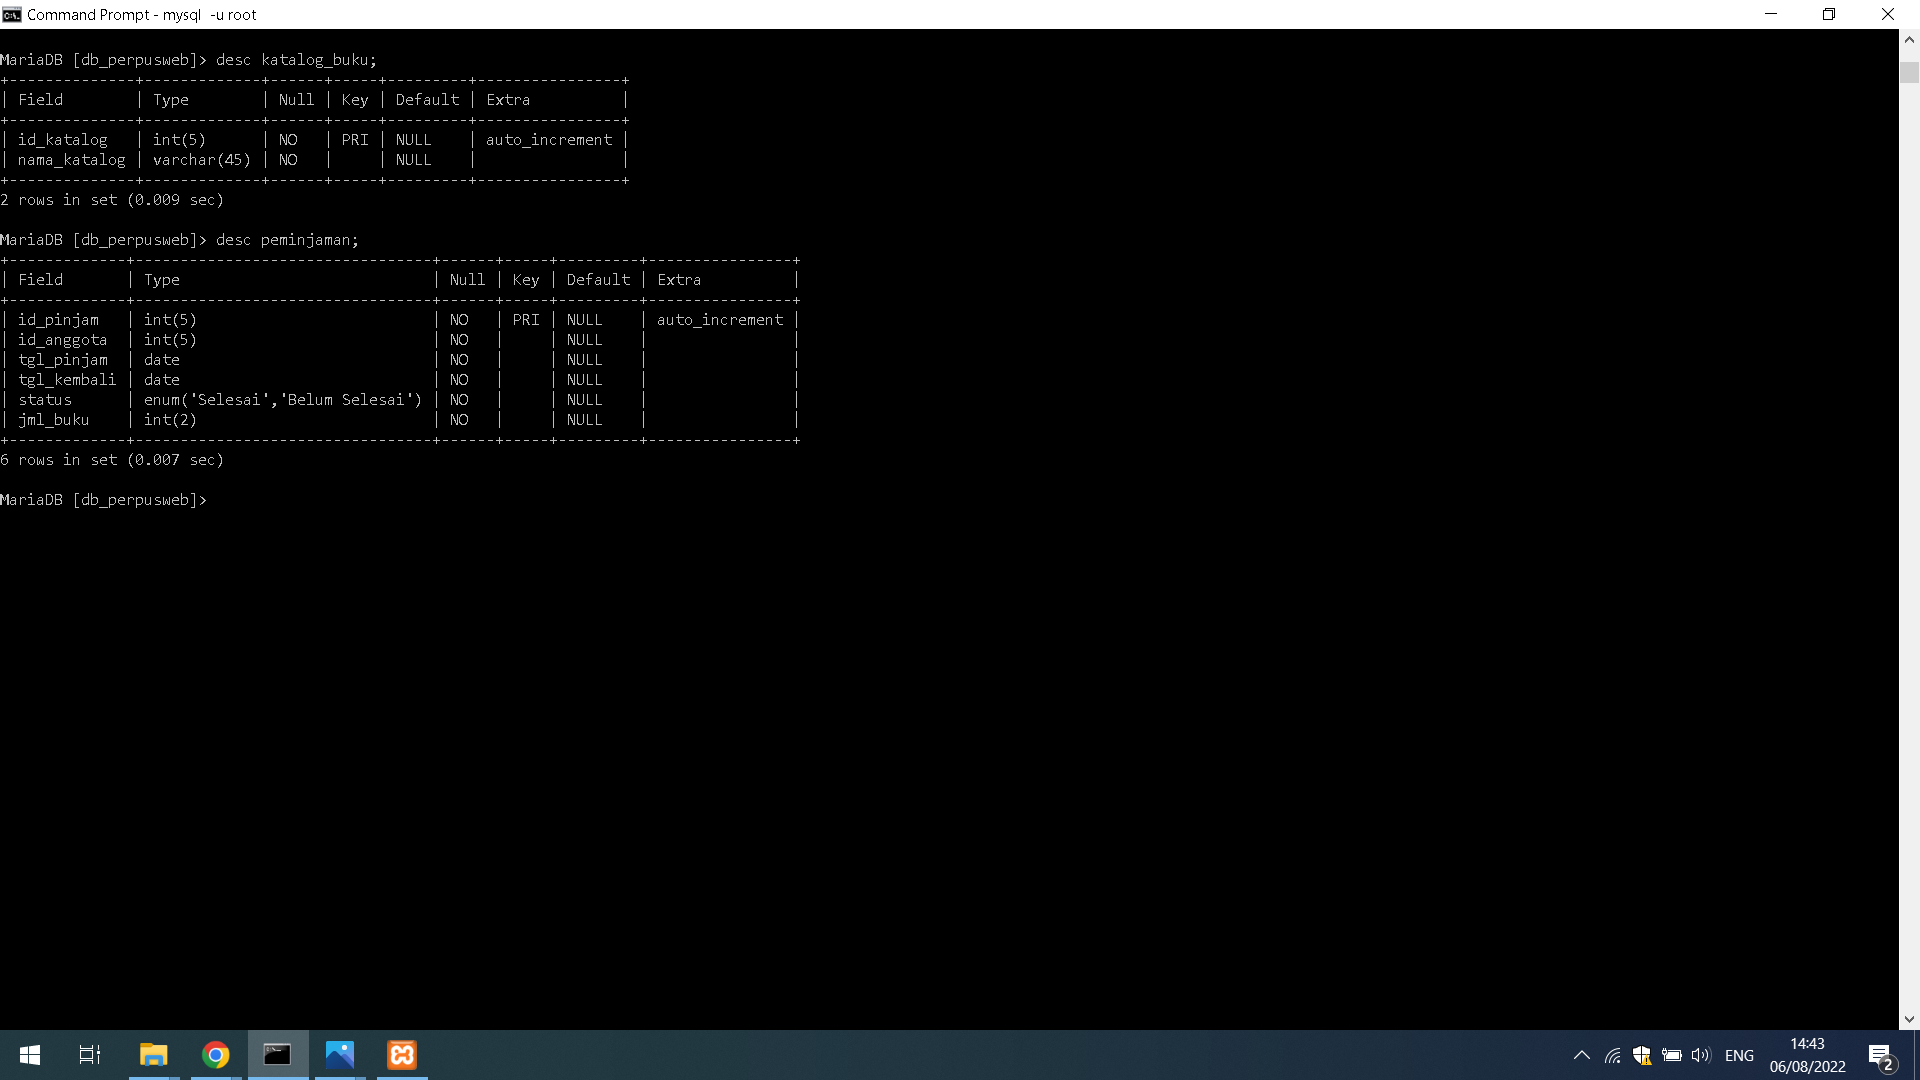 Command Prompt - mysql  -u root
MariaDB [db_perpusweb]> desc katalog_buku;
+--------------+-------------+------+-----+---------+----------------+
| Field        | Type        | Null | Key | Default | Extra          |
+--------------+-------------+------+-----+---------+----------------+
| id_katalog   | int(5)      | NO   | PRI | NULL    | auto_increment |
| nama_katalog | varchar(45) | NO   |     | NULL    |                |
+--------------+-------------+------+-----+---------+----------------+
2 rows in set (0.009 sec)
MariaDB [db_perpusweb]> desc peminjaman;
+-------------+---------------------------------+------+-----+---------+----------------+
| Field       | Type                            | Null | Key | Default | Extra          |
+-------------+---------------------------------+------+-----+---------+----------------+
| id_pinjam   | int(5)                          | NO   | PRI | NULL    | auto_increment |
| id_anggota  | int(5)                          | NO   |     | NULL    |                |
| tgl_pinjam  | date                            | NO   |     | NULL    |                |
| tgl_kembali | date                            | NO   |     | NULL    |                |
| status      | enum('Selesai','Belum Selesai') | NO   |     | NULL    |                |
| jml_buku    | int(2)                          | NO   |     | NULL    |                |
+-------------+---------------------------------+------+-----+---------+----------------+
6 rows in set (0.007 sec)
MariaDB [db_perpusweb]>
ENG
14:43
06/08/2022
2